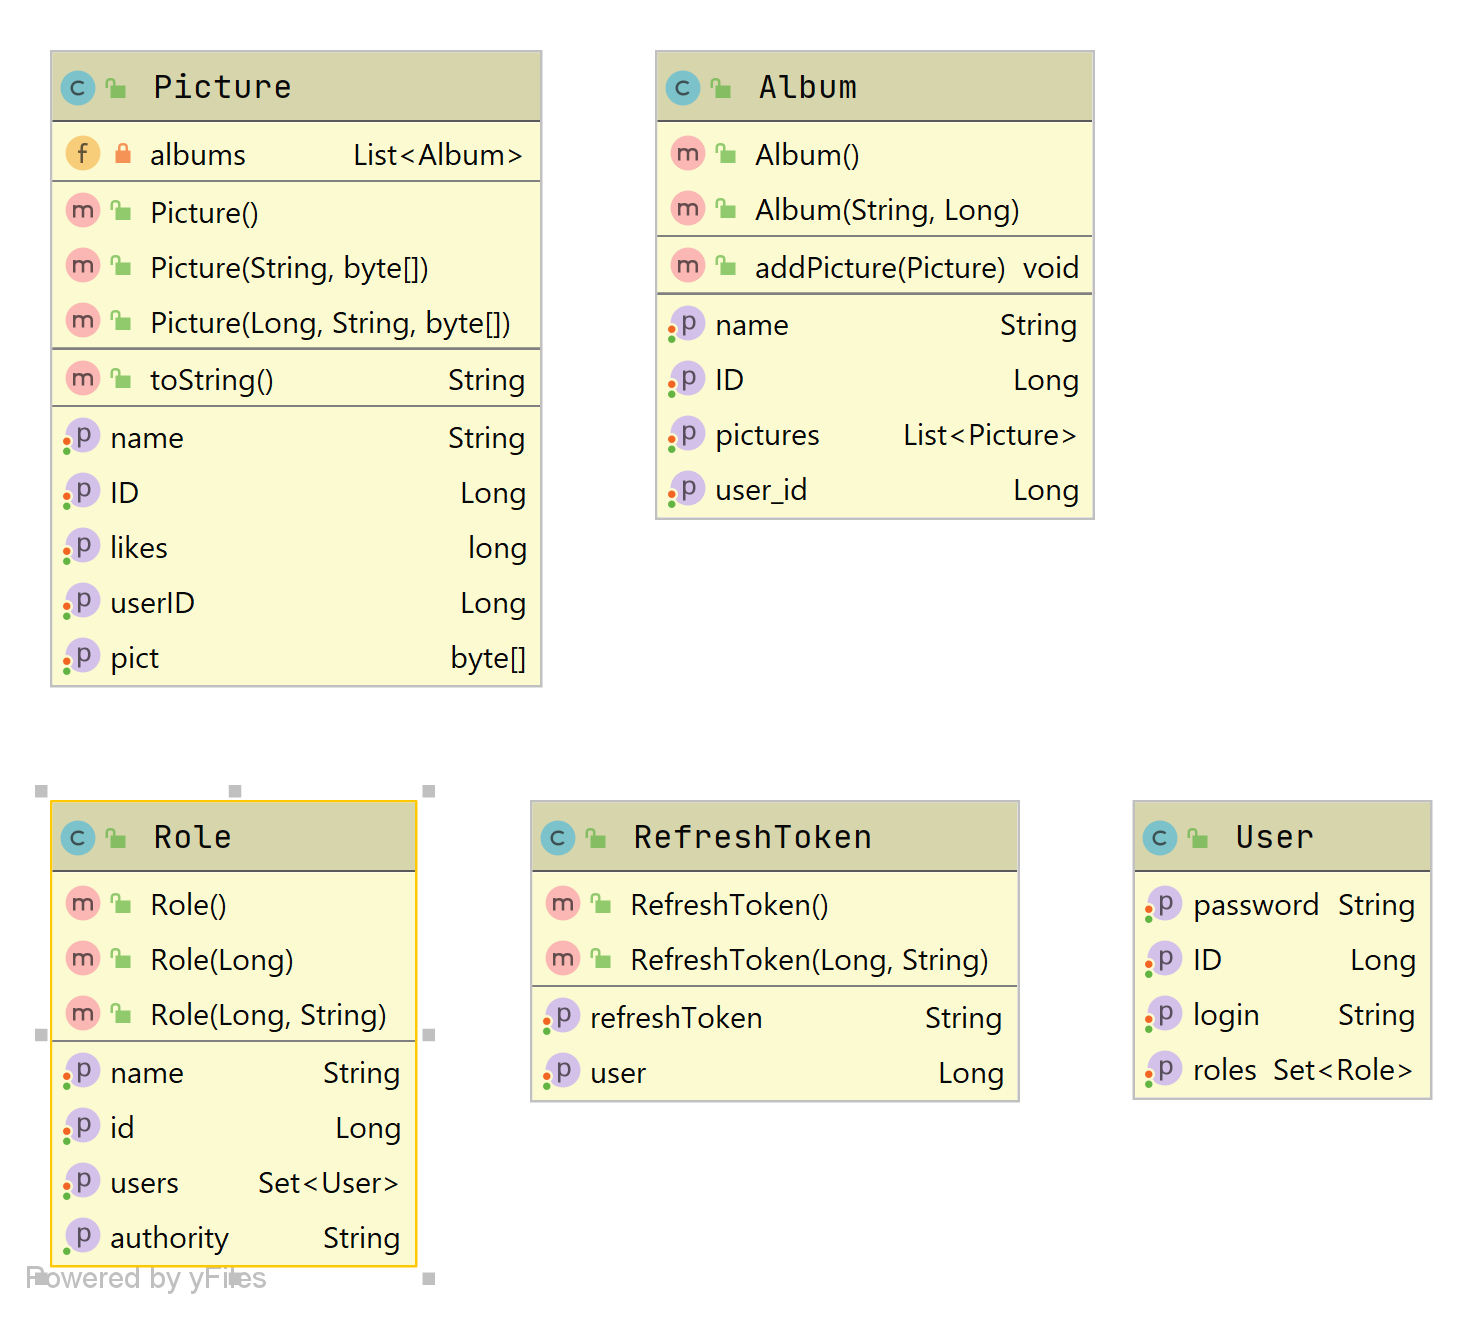 Picture
albums List<Album>
Picture()
Picture(String, byte[])
Picture(Long, String, byte[])
toString() String
name String
ID Long
likes long
userID Long
pict byte[]
Album
Album()
Album(String, Long)
addPicture(Picture) void
name String
ID Long
pictures List<Picture>
user_id Long
Role
Role()
Role(Long)
Role(Long, String)
name String
id Long
users Set<User>
authority String
RefreshToken
RefreshToken()
RefreshToken(Long, String)
refreshToken String
user Long
User
password String
ID Long
login String
roles Set<Role>
Powered by yFiles